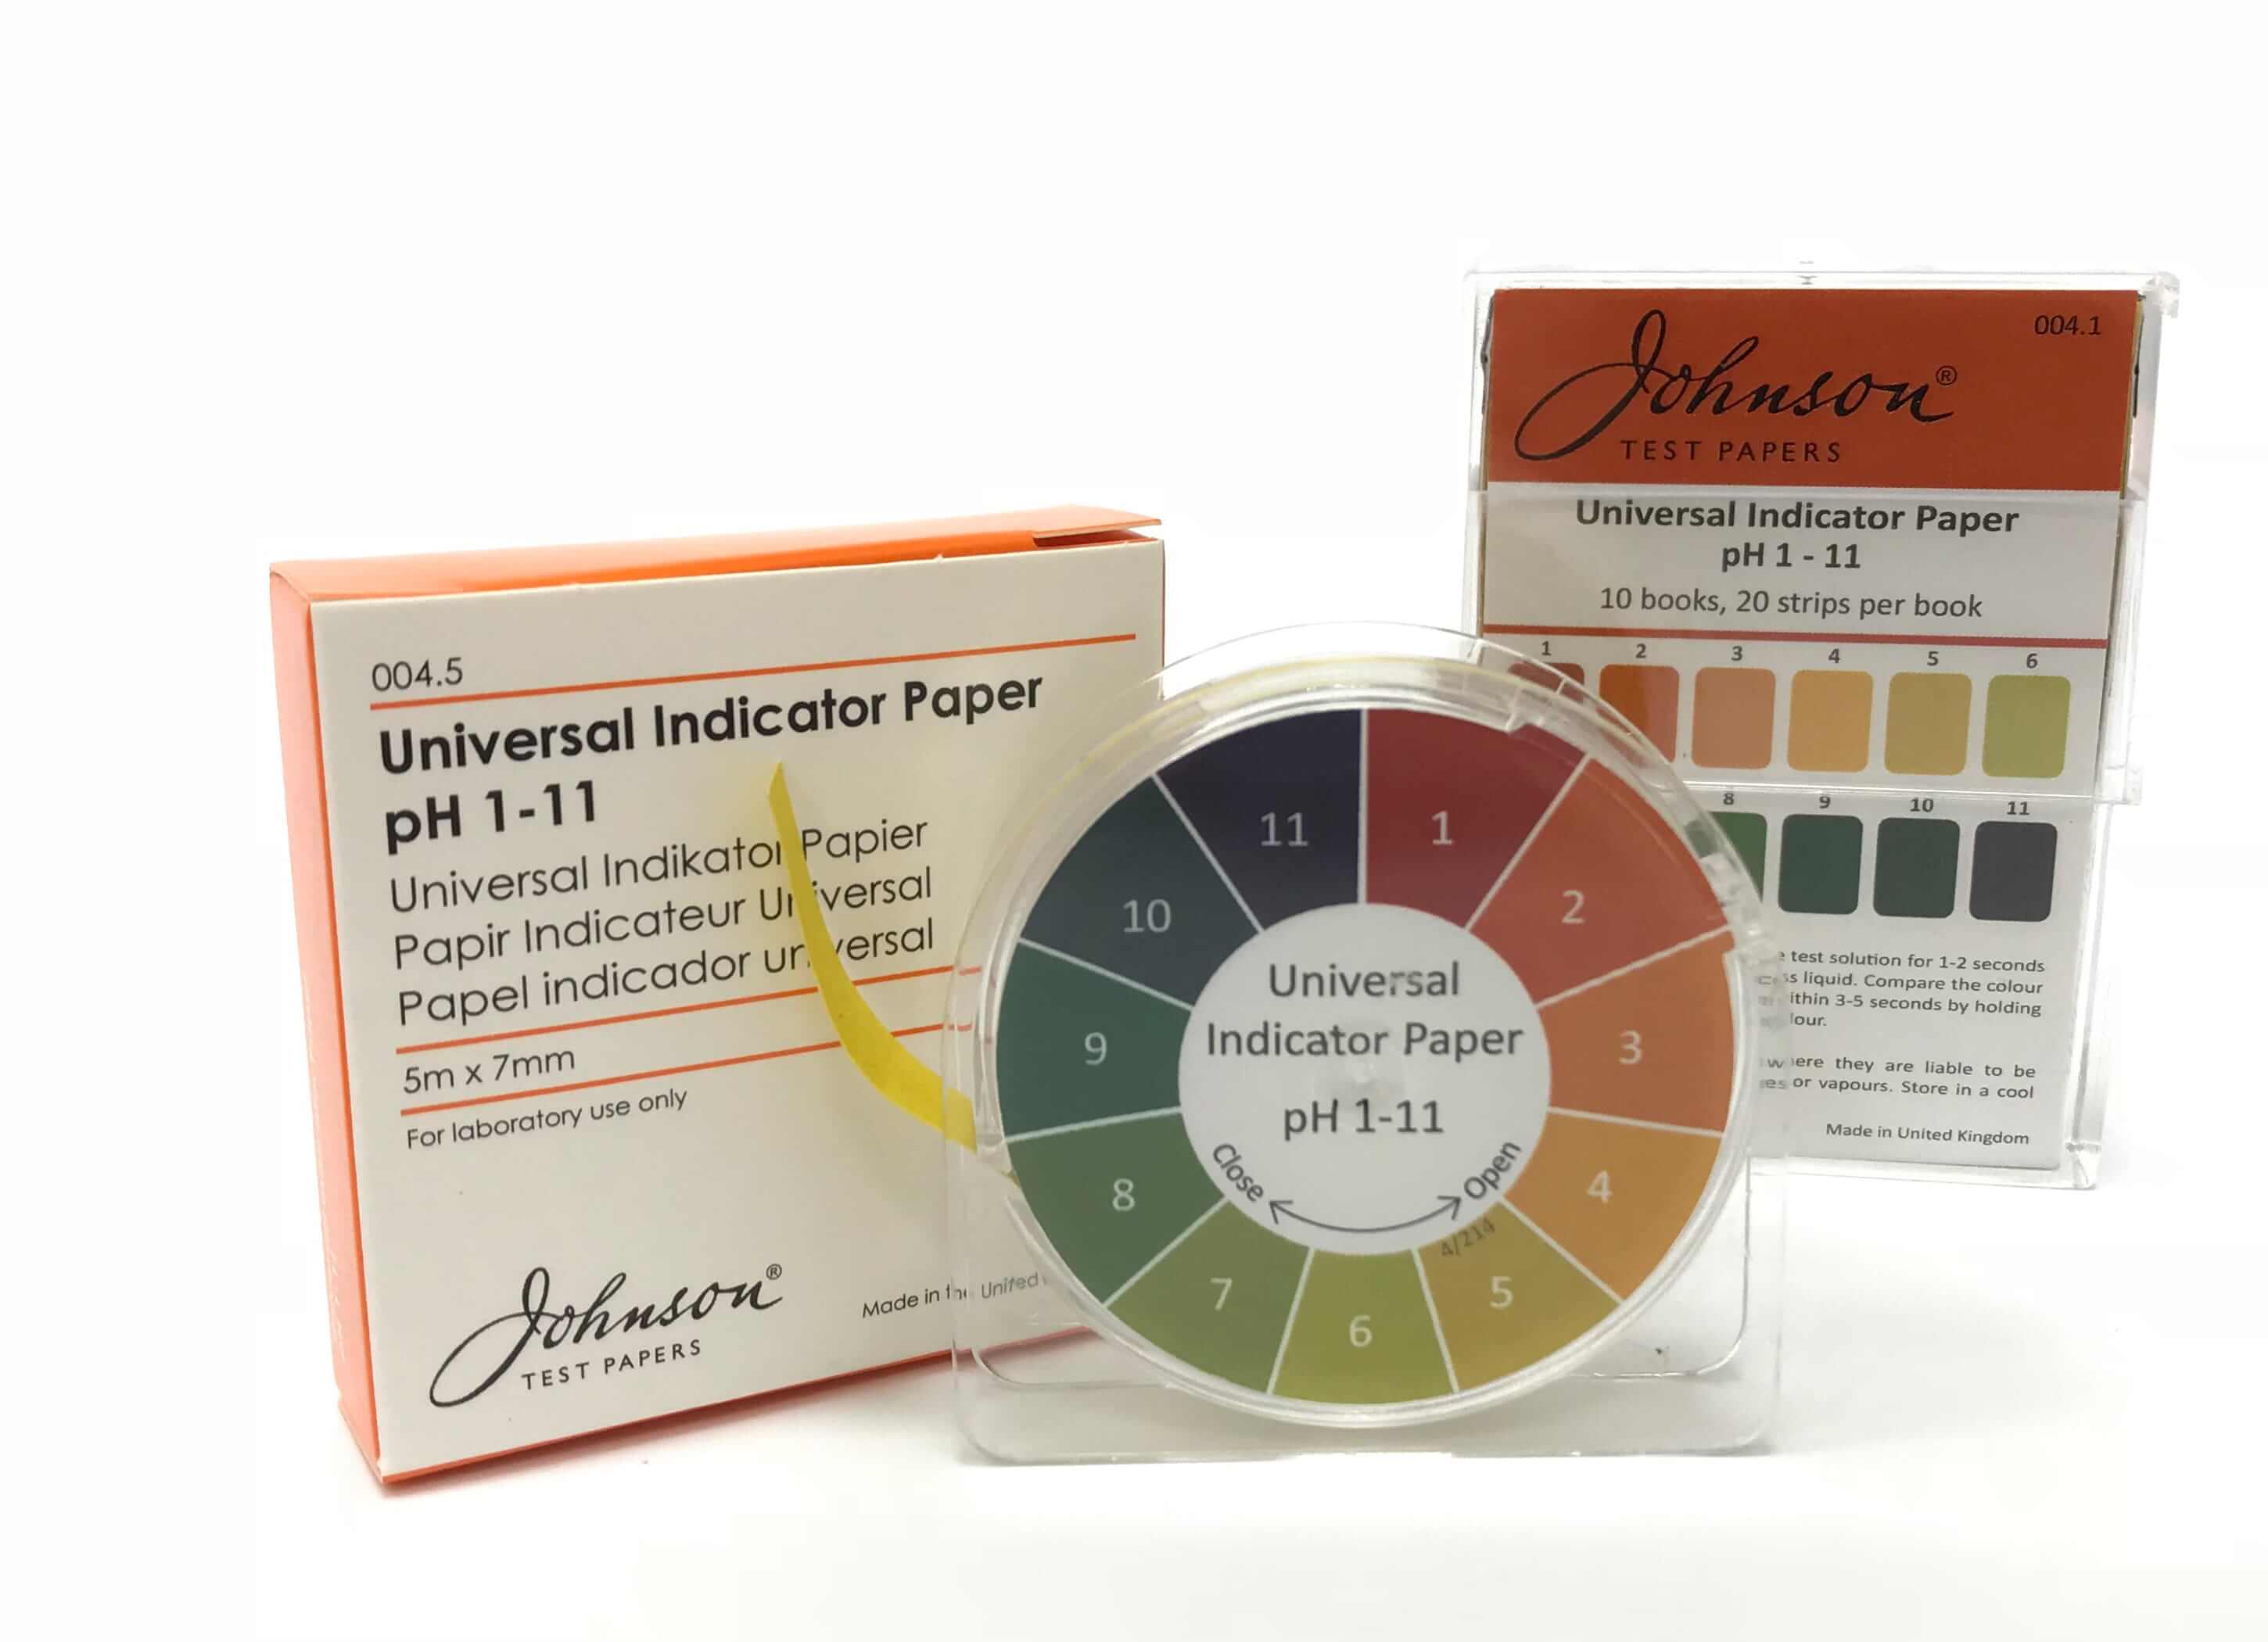 004.5
Universal Indicator Paper
pH 1-11
Universal Indikator Papier
Papir Indicateur Universal
Papel indicador universal
5m x 7mm
For laboratory use only
Johnson®
TEST PAPERS
Made in the United
11
1
2
3
4
5
6
7
8
9
10
Universal
Indicator Paper
pH 1-11
Close
Open
4/214
004.1
Johnson®
TEST PAPERS
Universal Indicator Paper
pH 1 - 11
10 books, 20 strips per book
1 2 3 4 5 6
8 9 10 11
test solution for 1-2 seconds
liquid. Compare the colour
within 3-5 seconds by holding
where they are liable to be
or vapours. Store in a cool
Made in United Kingdom